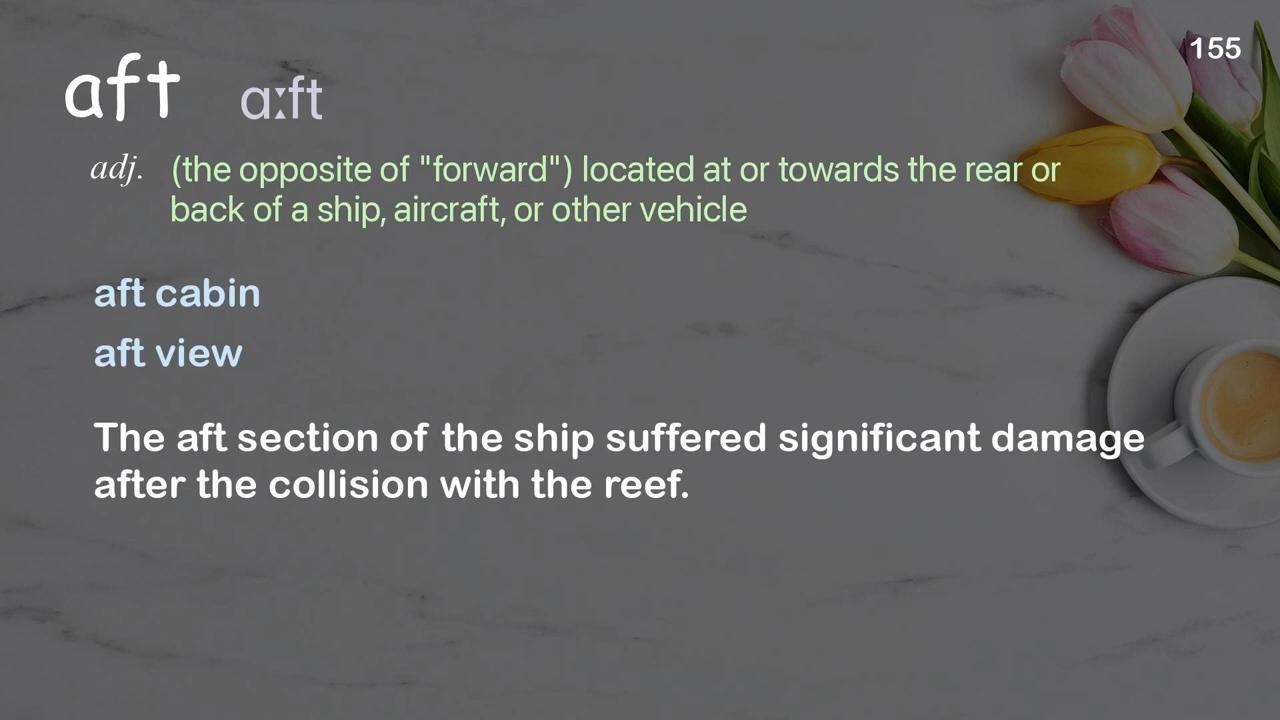 155
aft ɑːft
adj. (the opposite of "forward") located at or towards the rear or
back of a ship, aircraft, or other vehicle
aft cabin
aft view
The aft section of the ship suffered significant damage
after the collision with the reef.